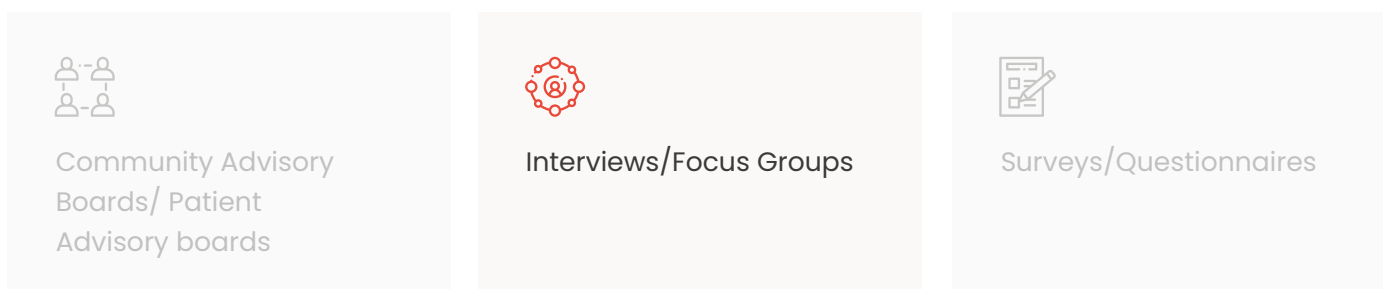 Community Advisory
Boards/ Patient
Advisory boards
Interviews/Focus Groups
Surveys/Questionnaires